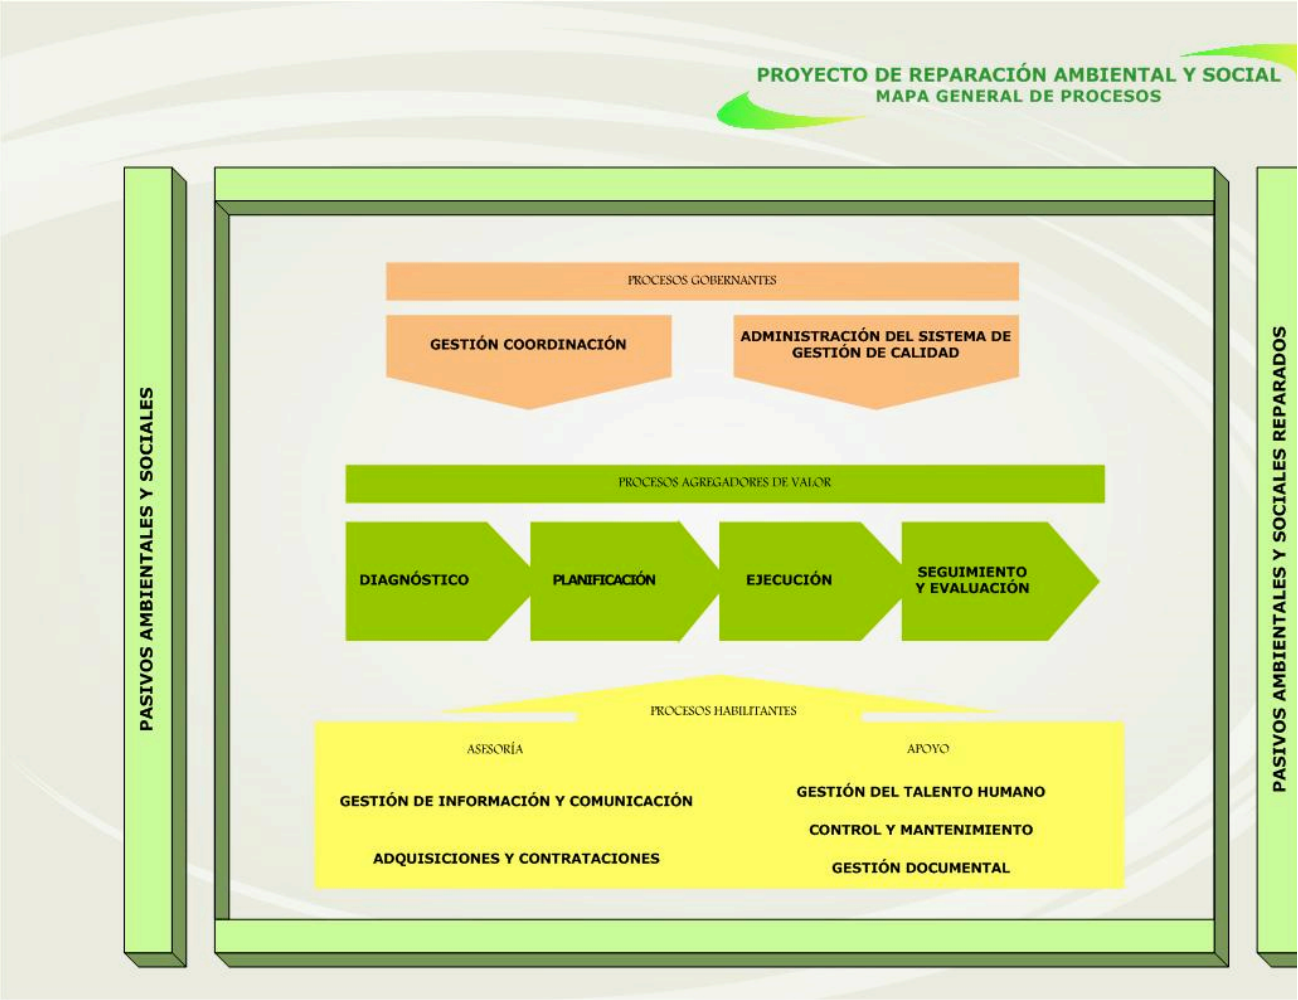 PROYECTO DE REPARACIÓN AMBIENTAL Y SOCIAL
MAPA GENERAL DE PROCESOS
PASIVOS AMBIENTALES Y SOCIALES
PROCESOS GOBERNANTES
GESTIÓN COORDINACIÓN
ADMINISTRACIÓN DEL SISTEMA DE
GESTIÓN DE CALIDAD
PROCESOS AGREGADORES DE VALOR
DIAGNÓSTICO
PLANIFICACIÓN
EJECUCIÓN
SEGUIMIENTO
Y EVALUACIÓN
PROCESOS HABILITANTES
ASESORÍA
GESTIÓN DE INFORMACIÓN Y COMUNICACIÓN
ADQUISICIONES Y CONTRATACIONES
APOYO
GESTIÓN DEL TALENTO HUMANO
CONTROL Y MANTENIMIENTO
GESTIÓN DOCUMENTAL
PASIVOS AMBIENTALES Y SOCIALES REPARADOS